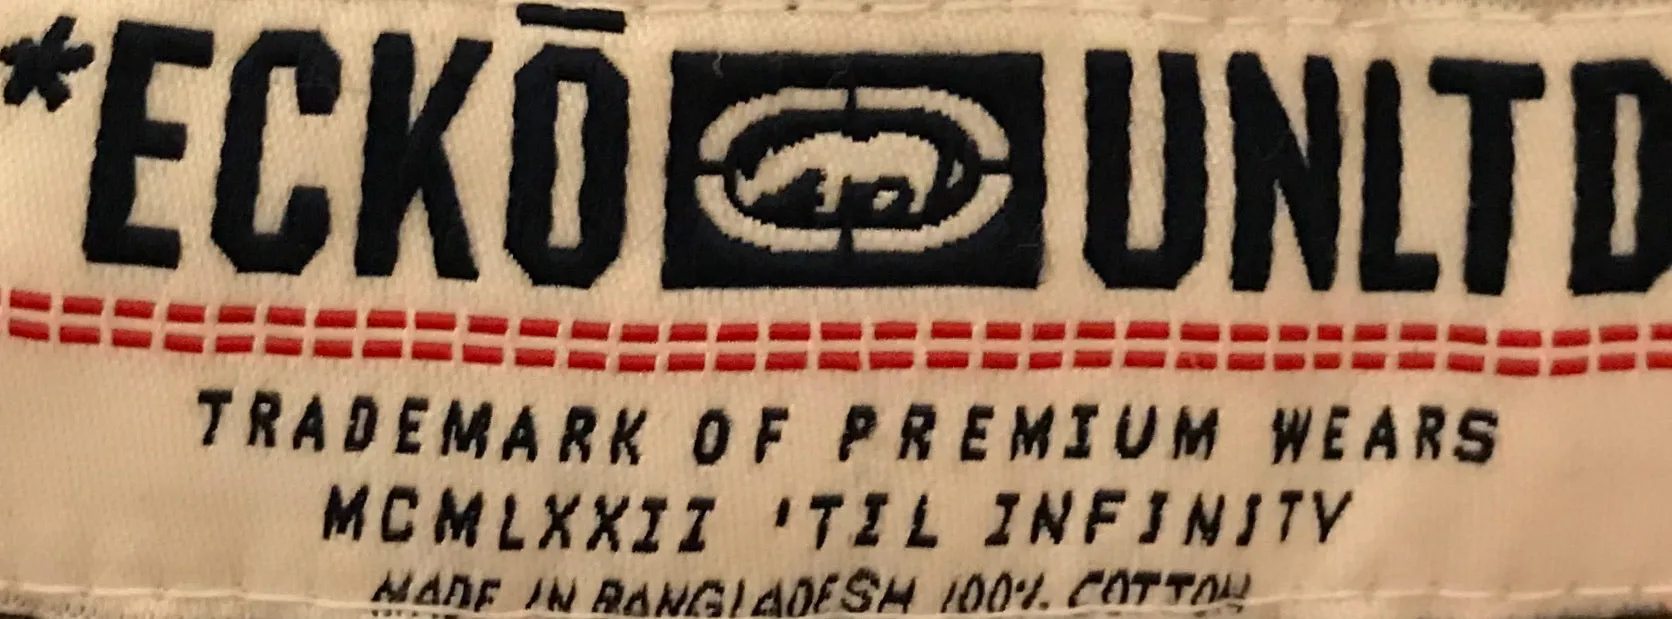 *ECKŌ UNLTD
TRADEMARK OF PREMIUM WEARS
MCMLXXII 'TIL INFINITY
MADE IN BANGLADESH 100% COTTON